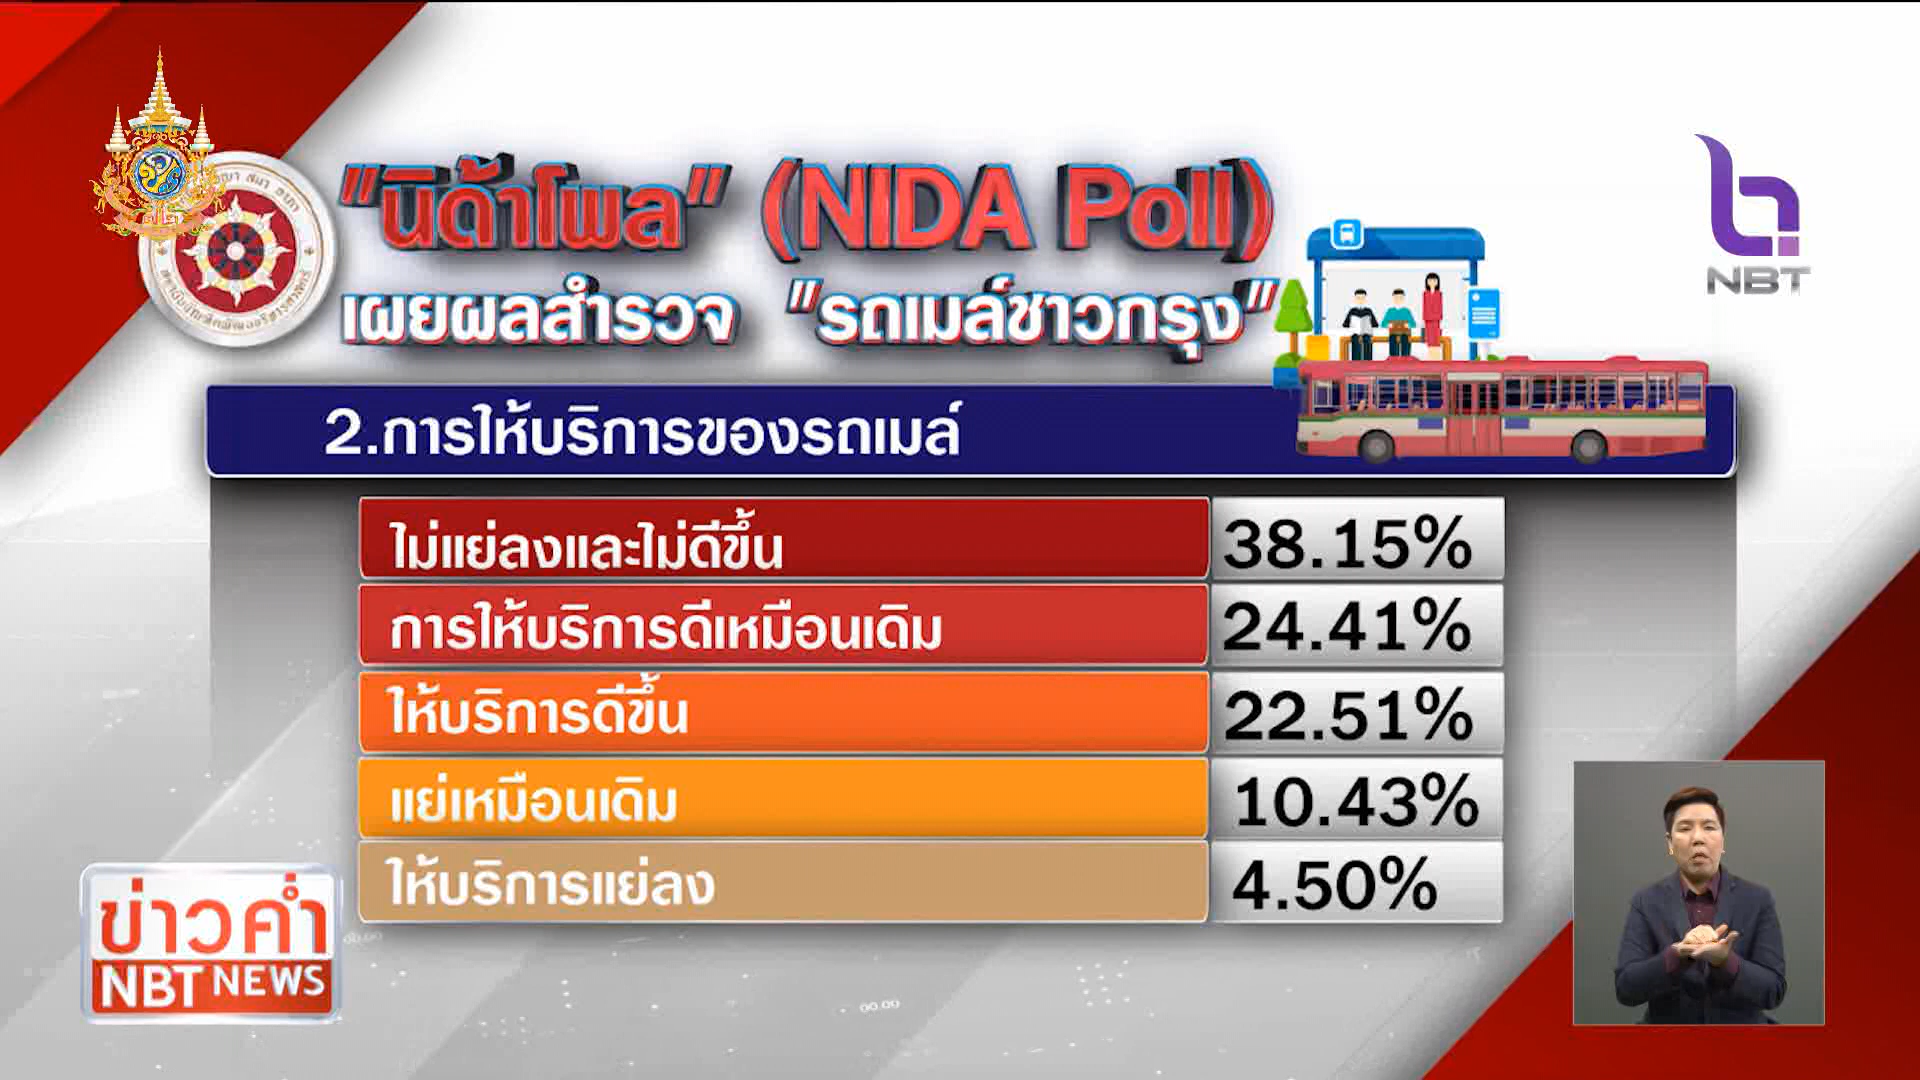 "นิด้าโพล" (NIDA Poll)
เผยผลสำรวจ "รถเมล์ชาวกรุง"
NBT
2.การให้บริการของรถเมล์
ไม่แย่ลงและไม่ดีขึ้น 38.15%
การให้บริการดีเหมือนเดิม 24.41%
ให้บริการดีขึ้น 22.51%
แย่เหมือนเดิม 10.43%
ให้บริการแย่ลง 4.50%
ข่าวค่ำ
NBT NEWS
00.00